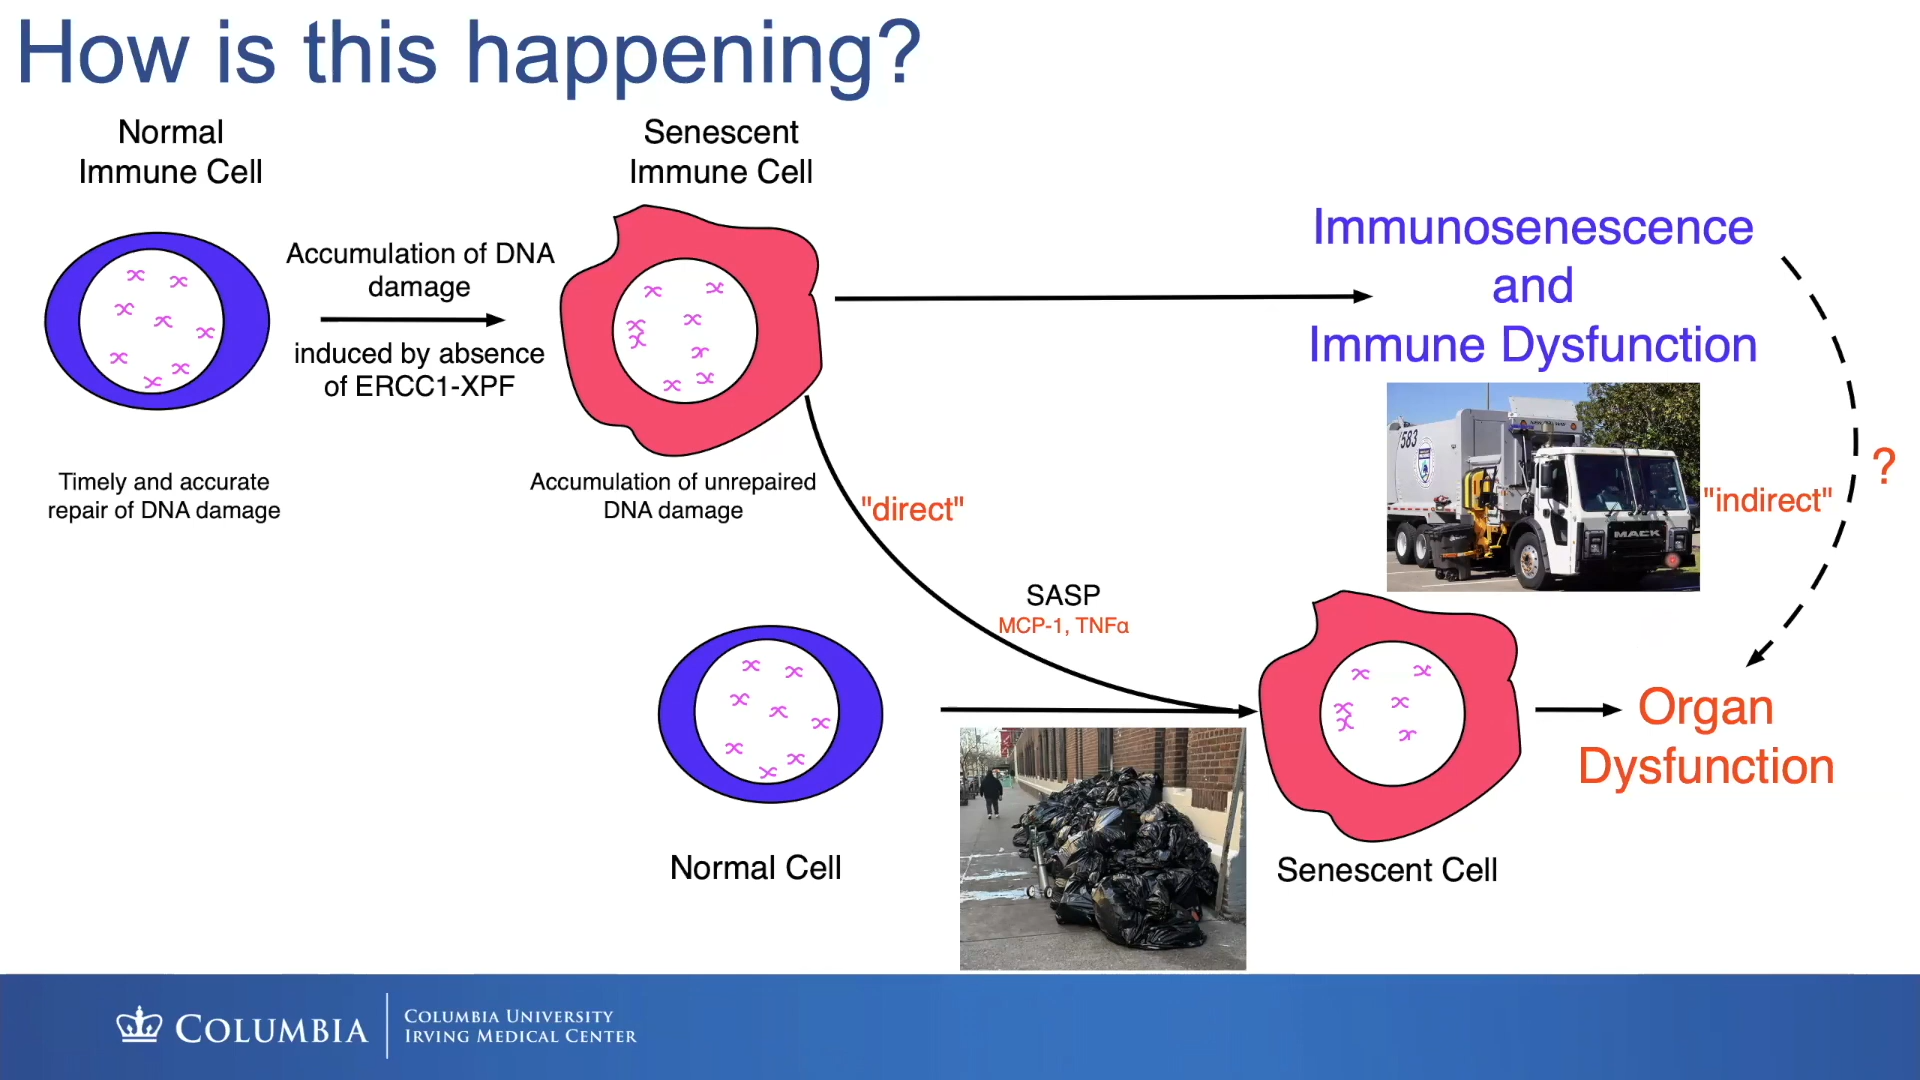 How is this happening?
Normal
Immune Cell
Senescent
Immune Cell
Accumulation of DNA
damage
induced by absence
of ERCC1-XPF
Timely and accurate
repair of DNA damage
Accumulation of unrepaired
DNA damage
Immunosenescence
and
Immune Dysfunction
583
MACK
"direct"
"indirect"
?
SASP
MCP-1, TNFα
Organ
Dysfunction
Normal Cell
Senescent Cell
COLUMBIA
COLUMBIA UNIVERSITY
IRVING MEDICAL CENTER